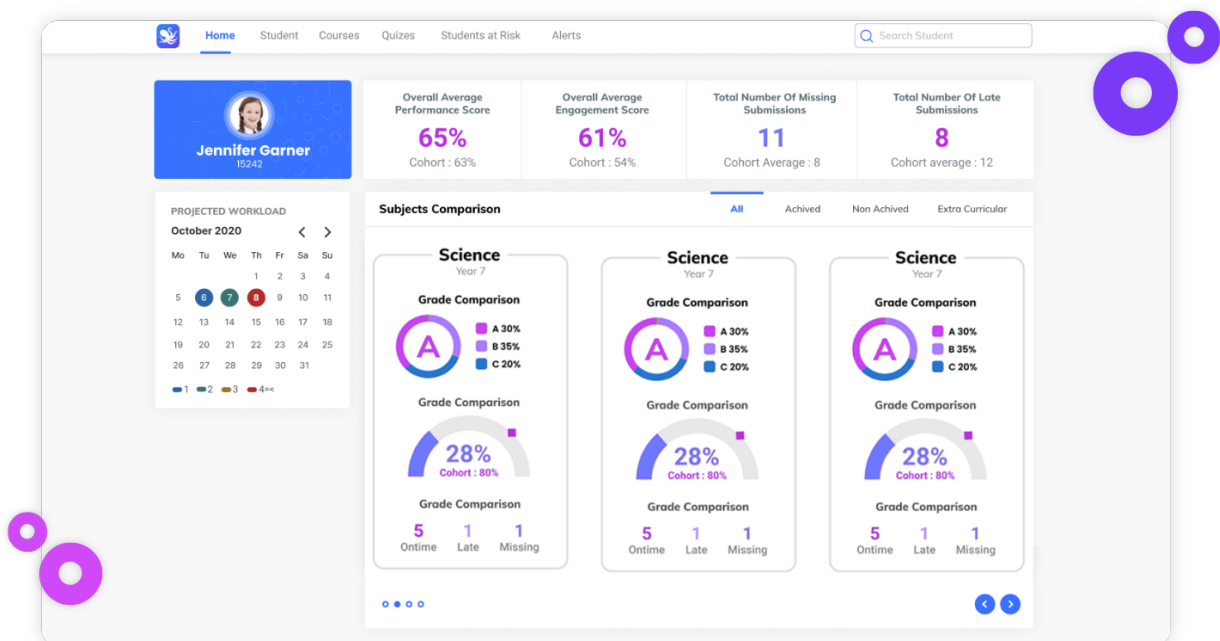 Home Student Courses Quizes Students at Risk Alerts
Search Student
Jennifer Garner
15242
Overall Average
Performance Score
65%
Cohort : 63%
Overall Average
Engagement Score
61%
Cohort : 54%
Total Number Of Missing
Submissions
11
Cohort Average : 8
Total Number Of Late
Submissions
8
Cohort average : 12
PROJECTED WORKLOAD
October 2020
Mo Tu We Th Fr Sa Su
1 2 3 4
5 6 7 8 9 10 11
12 13 14 15 16 17 18
19 20 21 22 23 24 25
26 27 28 29 30 31
1 2 3 4=<
Subjects Comparison
All Achived Non Achived Extra Curricular
Science
Year 7
Grade Comparison
A
A 30%
B 35%
C 20%
Grade Comparison
28%
Cohort : 80%
Grade Comparison
5 1 1
Ontime Late Missing
Science
Year 7
Grade Comparison
A
A 30%
B 35%
C 20%
Grade Comparison
28%
Cohort : 80%
Grade Comparison
5 1 1
Ontime Late Missing
Science
Year 7
Grade Comparison
A
A 30%
B 35%
C 20%
Grade Comparison
28%
Cohort : 80%
Grade Comparison
5 1 1
Ontime Late Missing